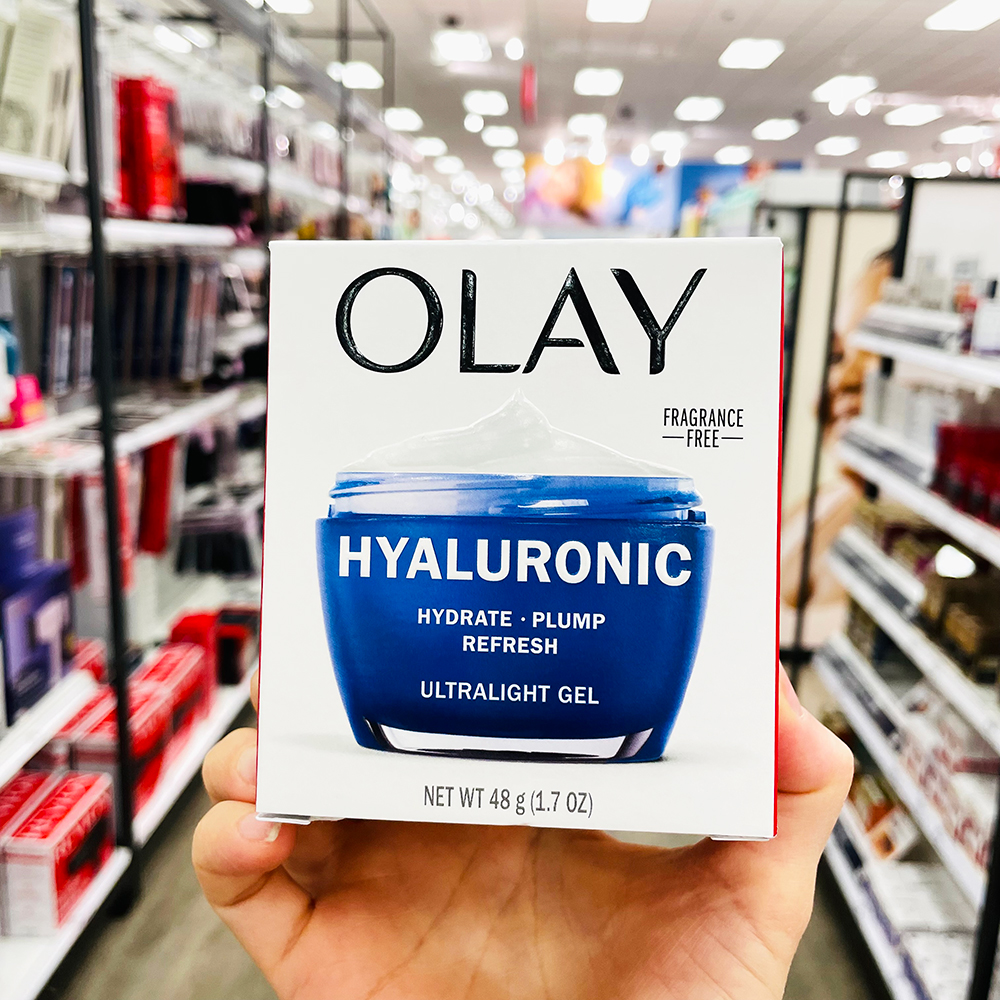 OLAY
FRAGRANCE
FREE
HYALURONIC
HYDRATE · PLUMP
REFRESH
ULTRALIGHT GEL
NET WT 48 g (1.7 OZ)